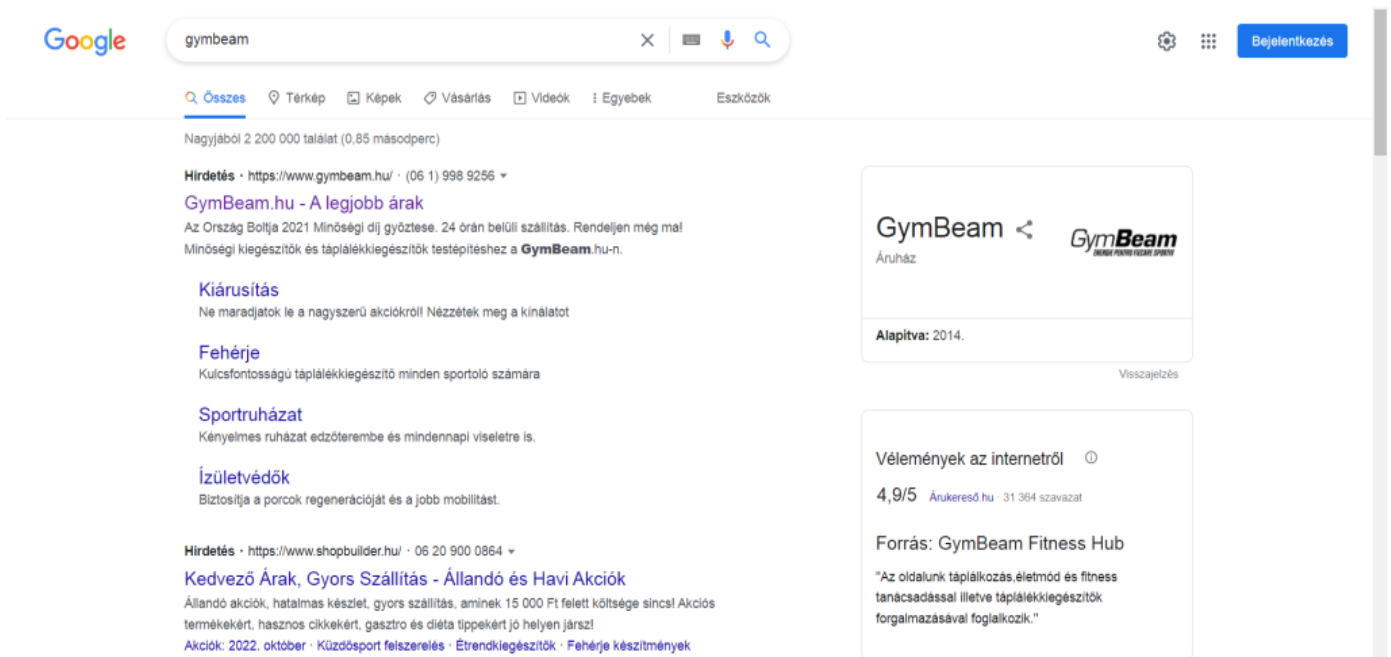 Google
gymbeam
Bejelentkezés
Összes Térkép Képek Vásárlás Videók Egyebek Eszközök
Nagyjából 2 200 000 találat (0,85 másodperc)
Hirdetés · https://www.gymbeam.hu/ · (06 1) 998 9256
GymBeam.hu - A legjobb árak
Az Ország Boltja 2021 Minőségi díj győztese. 24 órán belüli szállítás. Rendeljen még ma!
Minőségi kiegészítők és táplálékkiegészítők testépítéshez a GymBeam.hu-n.
Kiárusítás
Ne maradjatok le a nagyszerű akciókról! Nézzétek meg a kínálatot
Fehérje
Kulcsfontosságú táplálékkiegészítő minden sportoló számára
Sportruházat
Kényelmes ruházat edzőterembe és mindennapi viseletre is.
Ízületvédők
Biztosítja a porcok regenerációját és a jobb mobilitást.
Hirdetés · https://www.shopbuilder.hu/ · 06 20 900 0864
Kedvező Árak, Gyors Szállítás - Állandó és Havi Akciók
Állandó akciók, hatalmas készlet, gyors szállítás, aminek 15 000 Ft felett költsége sincs! Akciós
termékekért, hasznos cikkekért, gasztro és diéta tippekért jó helyen jársz!
Akciók: 2022. október · Küzdősport felszerelés · Étrendkiegészítők · Fehérje készítmények
GymBeam
Áruház
GymBeam
ENERGIE PENTRU FIECARE SPORTIV
Alapítva: 2014.
Visszajelzés
Vélemények az internetről
4,9/5 Árukereső.hu · 31 364 szavazat
Forrás: GymBeam Fitness Hub
"Az oldalunk táplálkozás,életmód és fitness
tanácsadással illetve táplálékkiegészítők
forgalmazásával foglalkozik."